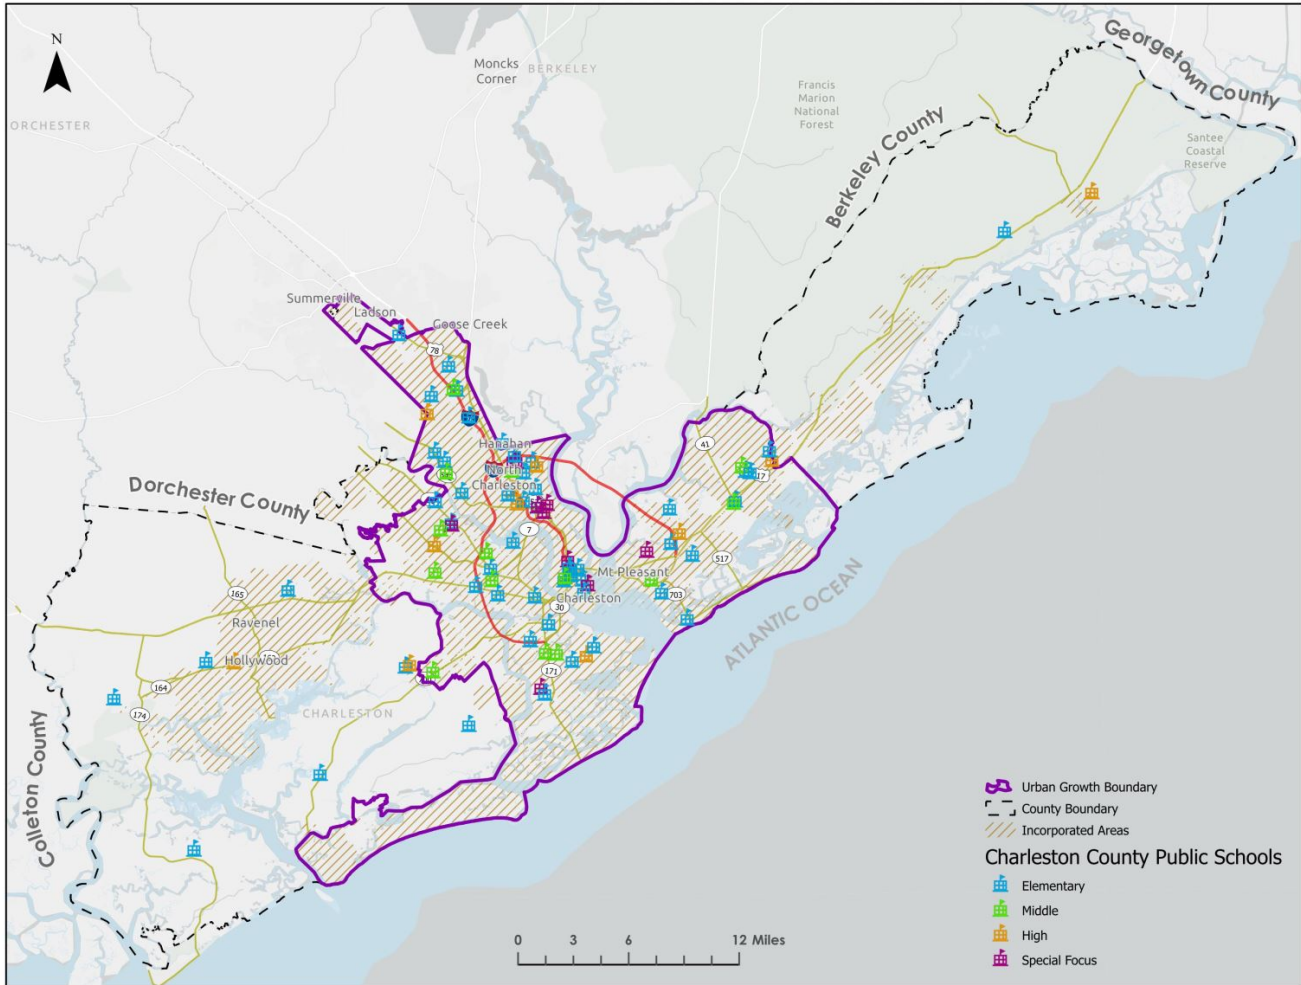 N
Moncks
Corner
BERKELEY
ORCHESTER
Francis
Marion
National
Forest
Georgetown County
Santee
Coastal
Reserve
Berkeley County
Summerville
Ladson
Goose Creek
78
Hanahan
North
Charleston
41
17
Dorchester County
7
517
Mt Pleasant
703
Charleston
30
ATLANTIC OCEAN
165
Ravenel
Hollywood
162
171
164
174
CHARLESTON
Colleton County
Urban Growth Boundary
County Boundary
Incorporated Areas
Charleston County Public Schools
Elementary
Middle
High
Special Focus
0 3 6 12 Miles